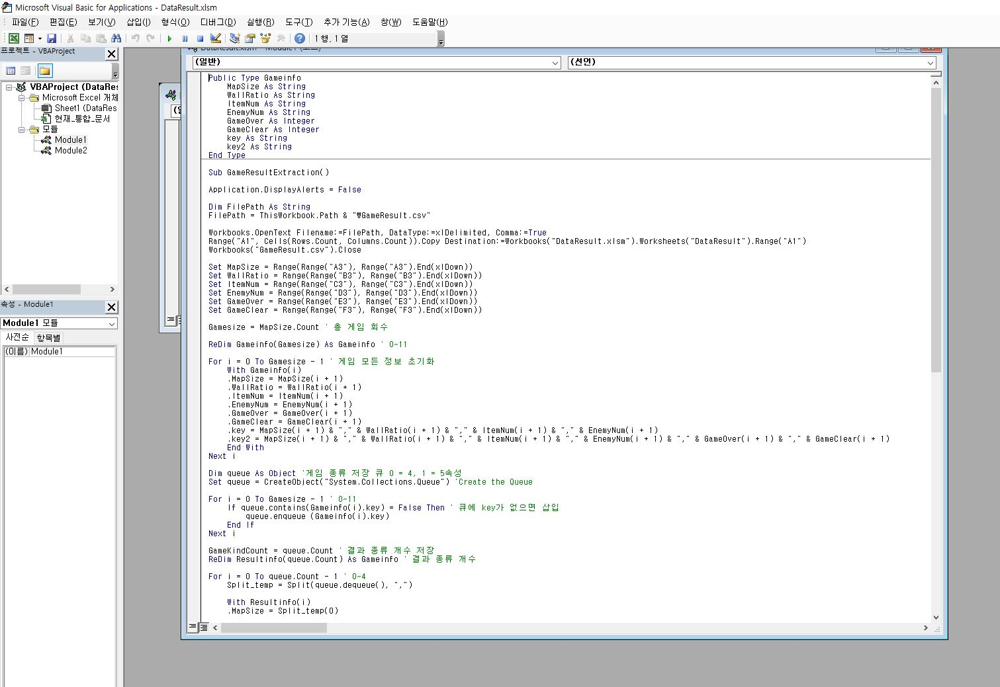 Microsoft Visual Basic for Applications - DataResult.xlsm
파일(F) 편집(E) 보기(V) 삽입(I) 형식(O) 디버그(D) 실행(R) 도구(T) 추가 기능(A) 창(W) 도움말(H)
1 행, 1 열
프로젝트 - VBAProject
VBAProject (DataRes
Microsoft Excel 개체
Sheet1 (DataRes
현재_통합_문서
모듈
Module1
Module2
속성 - Module1
Module1 모듈
사전순 항목별
(이름) Module1
DataResult.xlsm - Module1 (코드)
(일반) (선언)
Public Type Gameinfo
MapSize As String
WallRatio As String
ItemNum As String
EnemyNum As String
GameOver As Integer
GameClear As Integer
key As String
key2 As String
End Type
Sub GameResultExtraction()
Application.DisplayAlerts = False
Dim FilePath As String
FilePath = ThisWorkbook.Path & "₩GameResult.csv"
Workbooks.OpenText Filename:=FilePath, DataType:=xlDelimited, Comma:=True
Range("A1", Cells(Rows.Count, Columns.Count)).Copy Destination:=Workbooks("DataResult.xlsm").Worksheets("DataResult").Range("A1")
Workbooks("GameResult.csv").Close
Set MapSize = Range(Range("A3"), Range("A3").End(xlDown))
Set WallRatio = Range(Range("B3"), Range("B3").End(xlDown))
Set ItemNum = Range(Range("C3"), Range("C3").End(xlDown))
Set EnemyNum = Range(Range("D3"), Range("D3").End(xlDown))
Set GameOver = Range(Range("E3"), Range("E3").End(xlDown))
Set GameClear = Range(Range("F3"), Range("F3").End(xlDown))
Gamesize = MapSize.Count ' 총 게임 회수
ReDim Gameinfo(Gamesize) As Gameinfo ' 0~11
For i = 0 To Gamesize - 1 ' 게임 모든 정보 초기화
With Gameinfo(i)
.MapSize = MapSize(i + 1)
.WallRatio = WallRatio(i + 1)
.ItemNum = ItemNum(i + 1)
.EnemyNum = EnemyNum(i + 1)
.GameOver = GameOver(i + 1)
.GameClear = GameClear(i + 1)
.key = MapSize(i + 1) & "," & WallRatio(i + 1) & "," & ItemNum(i + 1) & "," & EnemyNum(i + 1)
.key2 = MapSize(i + 1) & "," & WallRatio(i + 1) & "," & ItemNum(i + 1) & "," & EnemyNum(i + 1) & "," & GameOver(i + 1) & "," & GameClear(i + 1)
End With
Next i
Dim queue As Object '게임 종류 저장 큐 0 = 4, 1 = 5속성
Set queue = CreateObject("System.Collections.Queue") 'Create the Queue
For i = 0 To Gamesize - 1 ' 0~11
If queue.contains(Gameinfo(i).key) = False Then ' 큐에 key가 없으면 삽입
queue.enqueue (Gameinfo(i).key)
End If
Next i
GameKindCount = queue.Count ' 결과 종류 개수 저장
ReDim Resultinfo(queue.Count) As Gameinfo ' 결과 종류 개수
For i = 0 To queue.Count - 1 ' 0~4
Split_temp = Split(queue.dequeue(), ",")
With Resultinfo(i)
.MapSize = Split_temp(0)